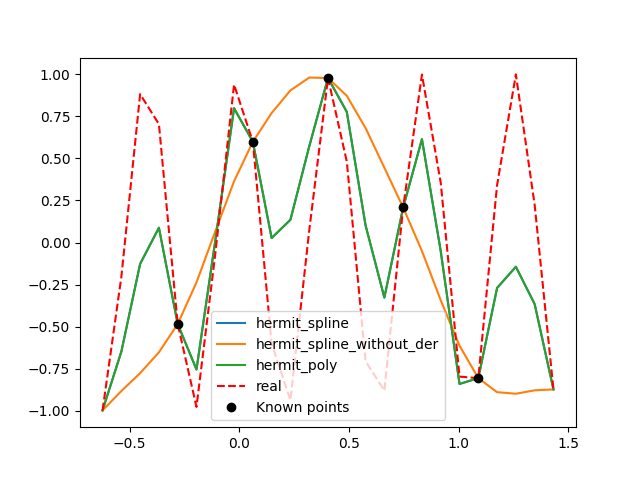 1.00
0.75
0.50
0.25
0.00
−0.25
−0.50
−0.75
−1.00
hermit_spline
hermit_spline_without_der
hermit_poly
real
Known points
−0.5
0.0
0.5
1.0
1.5